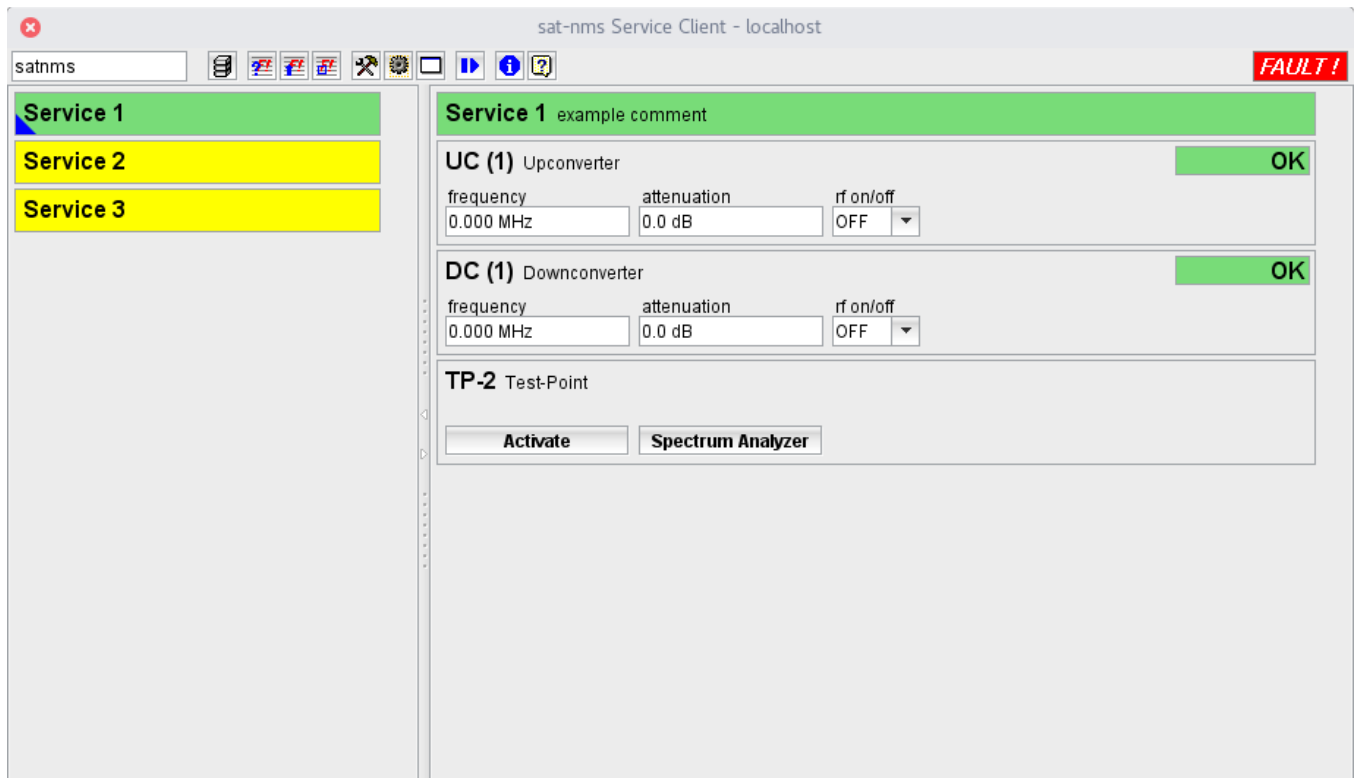 sat-nms Service Client - localhost
satnms
FAULT !
Service 1
Service 2
Service 3
Service 1 example comment
UC (1) Upconverter OK
frequency attenuation rf on/off
0.000 MHz 0.0 dB OFF
DC (1) Downconverter OK
frequency attenuation rf on/off
0.000 MHz 0.0 dB OFF
TP-2 Test-Point
Activate Spectrum Analyzer